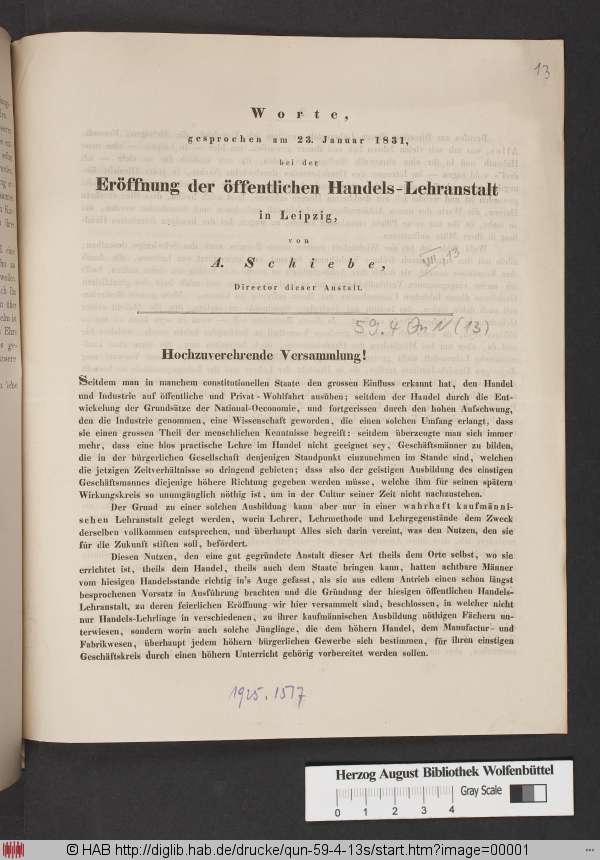 13
Worte,
gesprochen am 23. Januar 1831,
bei der
Eröffnung der öffentlichen Handels-Lehranstalt
in Leipzig,
von
A. Schiebe,
Director dieser Anstalt.
VII, 13
59.4 Qu N (13)
Hochzuverehrende Versammlung!
Seitdem man in manchem constitutionellen Staate den grossen Einfluss erkannt hat, den Handel
und Industrie auf öffentliche und Privat-Wohlfahrt ausüben; seitdem der Handel durch die Ent-
wickelung der Grundsätze der National-Oeconomie, und fortgerissen durch den hohen Aufschwung,
den die Industrie genommen, eine Wissenschaft geworden, die einen solchen Umfang erlangt, dass
sie einen grossen Theil der menschlichen Kenntnisse begreift: seitdem überzeugte man sich immer
mehr, dass eine blos practische Lehre im Handel nicht geeignet sey, Geschäftsmänner zu bilden,
die in der bürgerlichen Gesellschaft denjenigen Standpunkt einzunehmen im Stande sind, welchen
die jetzigen Zeitverhältnisse so dringend gebieten; dass also der geistigen Ausbildung des einstigen
Geschäftsmannes diejenige höhere Richtung gegeben werden müsse, welche ihm für seinen spätern
Wirkungskreis so unumgänglich nöthig ist, um in der Cultur seiner Zeit nicht nachzustehen.
Der Grund zu einer solchen Ausbildung kann aber nur in einer wahrhaft kaufmänni-
schen Lehranstalt gelegt werden, worin Lehrer, Lehrmethode und Lehrgegenstände dem Zweck
derselben vollkommen entsprechen, und überhaupt Alles sich darin vereint, was den Nutzen, den sie
für die Zukunft stiften soll, befördert.
Diesen Nutzen, den eine gut gegründete Anstalt dieser Art theils dem Orte selbst, wo sie
errichtet ist, theils dem Handel, theils auch dem Staate bringen kann, hatten achtbare Männer
vom hiesigen Handelsstande richtig in's Auge gefasst, als sie aus edlem Antrieb einen schon längst
besprochenen Vorsatz in Ausführung brachten und die Gründung der hiesigen öffentlichen Handels-
Lehranstalt, zu deren feierlichen Eröffnung wir hier versammelt sind, beschlossen, in welcher nicht
nur Handels-Lehrlinge in verschiedenen, zu ihrer kaufmännischen Ausbildung nöthigen Fächern un-
terwiesen, sondern worin auch solche Jünglinge, die dem höhern Handel, dem Manufactur- und
Fabrikwesen, überhaupt jedem höhern bürgerlichen Gewerbe sich bestimmen, für ihren einstigen
Geschäftskreis durch einen höhern Unterricht gehörig vorbereitet werden sollen.
1925.1517
Herzog August Bibliothek Wolfenbüttel
Gray Scale
0 1 2 3 4
© HAB http://diglib.hab.de/drucke/qun-59-4-13s/start.htm?image=00001